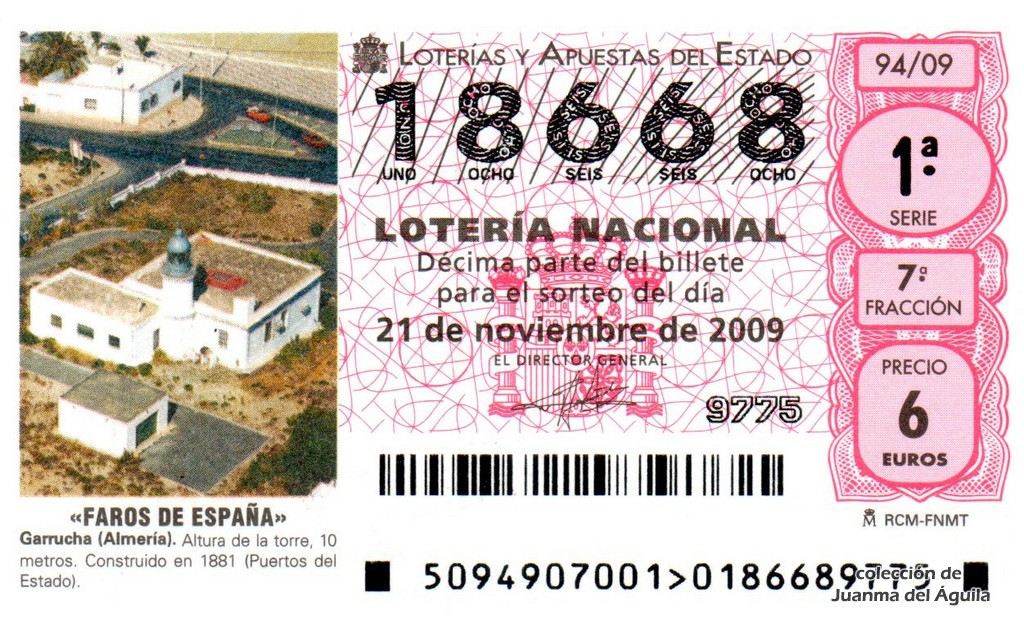 LOTERÍAS Y APUESTAS DEL ESTADO
18668
UNO OCHO SEIS SEIS OCHO
LOTERÍA NACIONAL
Décima parte del billete
para el sorteo del día
21 de noviembre de 2009
EL DIRECTOR GENERAL
9775
94/09
1ª
SERIE
7ª
FRACCIÓN
PRECIO
6
EUROS
RCM-FNMT
«FAROS DE ESPAÑA»
Garrucha (Almería). Altura de la torre, 10
metros. Construido en 1881 (Puertos del
Estado).
5094907001>0186689775
colección de
Juanma del Águila